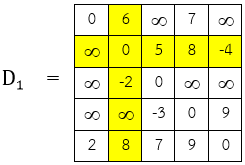 0 6 ∞ 7 ∞
∞ 0 5 8 -4
D₁ = ∞ -2 0 ∞ ∞
∞ ∞ -3 0 9
2 8 7 9 0